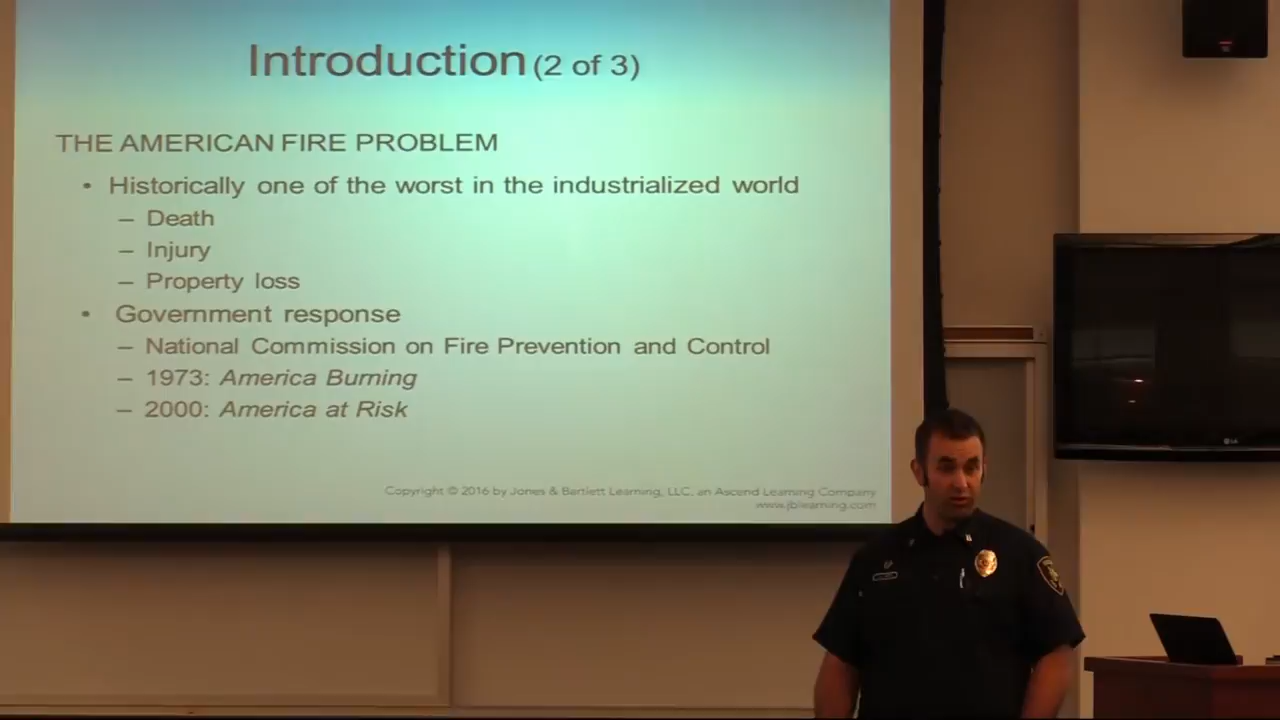 Introduction (2 of 3)
THE AMERICAN FIRE PROBLEM
• Historically one of the worst in the industrialized world
– Death
– Injury
– Property loss
• Government response
– National Commission on Fire Prevention and Control
– 1973: America Burning
– 2000: America at Risk
Copyright © 2016 by Jones & Bartlett Learning, LLC, an Ascend Learning Company
www.jblearning.com
LG